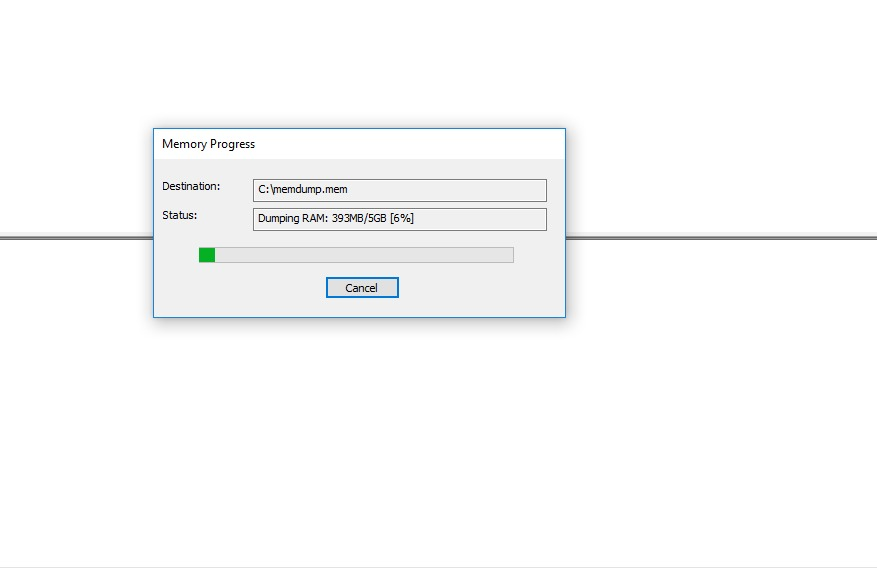 Memory Progress
Destination: C:\memdump.mem
Status: Dumping RAM: 393MB/5GB [6%]
Cancel